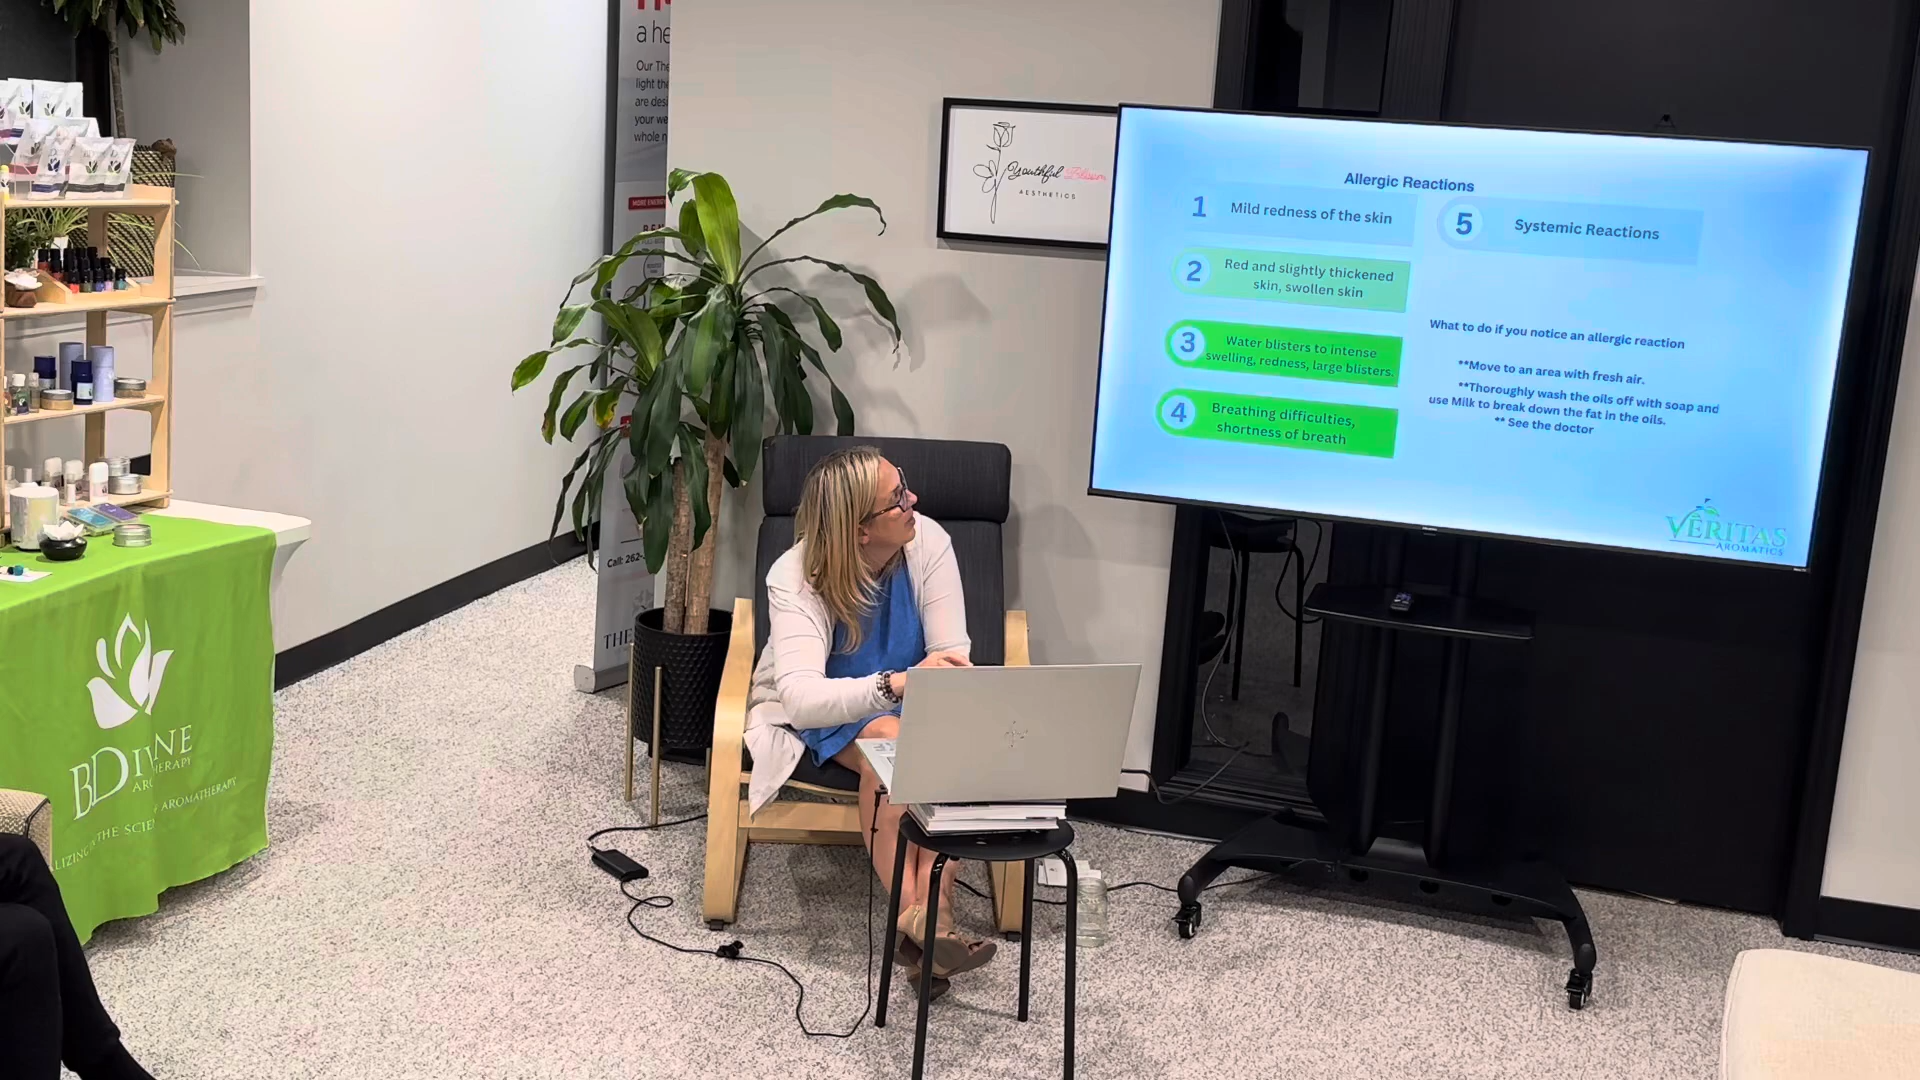 a he
Our The
light the
are desi
your we
whole n
MORE ENERGY
Call: 262-
THE
Youthful Blossom
AESTHETICS
Allergic Reactions
1 Mild redness of the skin
2 Red and slightly thickened
skin, swollen skin
3 Water blisters to intense
swelling, redness, large blisters.
4 Breathing difficulties,
shortness of breath
5 Systemic Reactions
What to do if you notice an allergic reaction
**Move to an area with fresh air.
**Thoroughly wash the oils off with soap and
use Milk to break down the fat in the oils.
** See the doctor
VERITAS
AROMATICS
BDIVINE
AROMATHERAPY